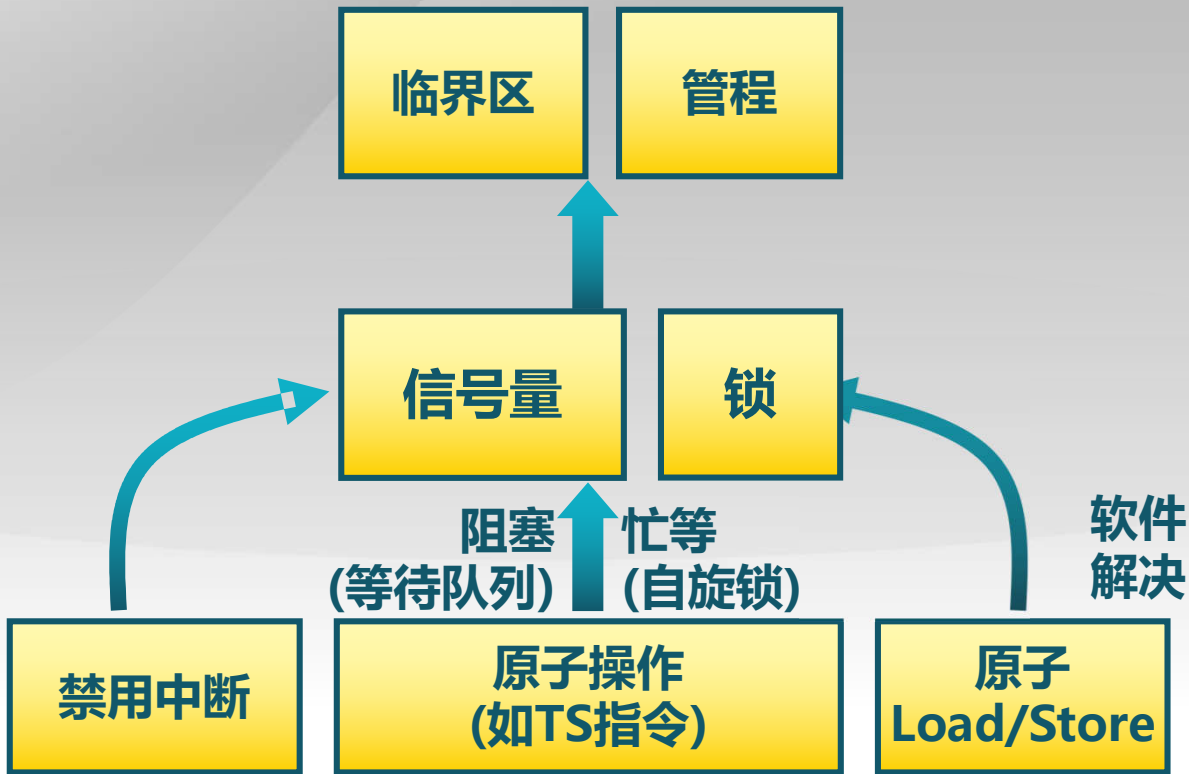 临界区
管程
信号量
锁
阻塞
(等待队列)
忙等
(自旋锁)
软件
解决
禁用中断
原子操作
(如TS指令)
原子
Load/Store